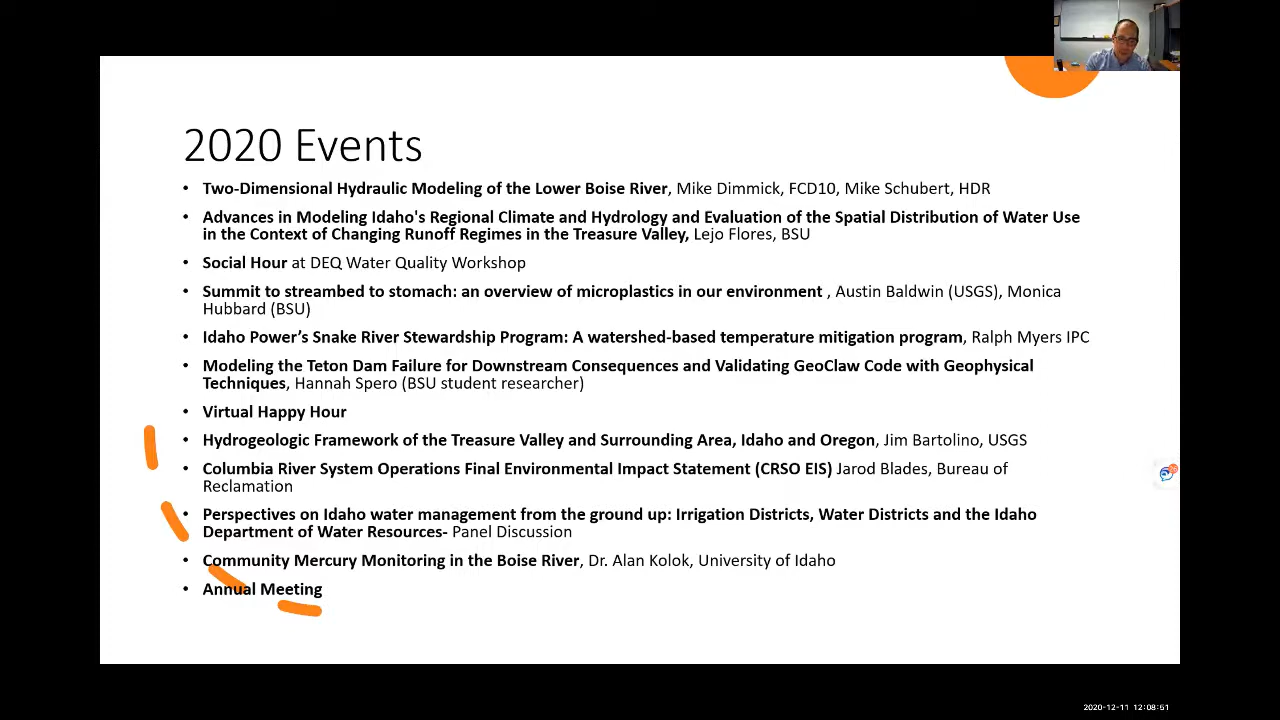 2020 Events
• Two-Dimensional Hydraulic Modeling of the Lower Boise River, Mike Dimmick, FCD10, Mike Schubert, HDR
• Advances in Modeling Idaho's Regional Climate and Hydrology and Evaluation of the Spatial Distribution of Water Use
in the Context of Changing Runoff Regimes in the Treasure Valley, Lejo Flores, BSU
• Social Hour at DEQ Water Quality Workshop
• Summit to streambed to stomach: an overview of microplastics in our environment , Austin Baldwin (USGS), Monica
Hubbard (BSU)
• Idaho Power’s Snake River Stewardship Program: A watershed-based temperature mitigation program, Ralph Myers IPC
• Modeling the Teton Dam Failure for Downstream Consequences and Validating GeoClaw Code with Geophysical
Techniques, Hannah Spero (BSU student researcher)
• Virtual Happy Hour
• Hydrogeologic Framework of the Treasure Valley and Surrounding Area, Idaho and Oregon, Jim Bartolino, USGS
• Columbia River System Operations Final Environmental Impact Statement (CRSO EIS) Jarod Blades, Bureau of
Reclamation
• Perspectives on Idaho water management from the ground up: Irrigation Districts, Water Districts and the Idaho
Department of Water Resources- Panel Discussion
• Community Mercury Monitoring in the Boise River, Dr. Alan Kolok, University of Idaho
• Annual Meeting
2020-12-11 12:08:51